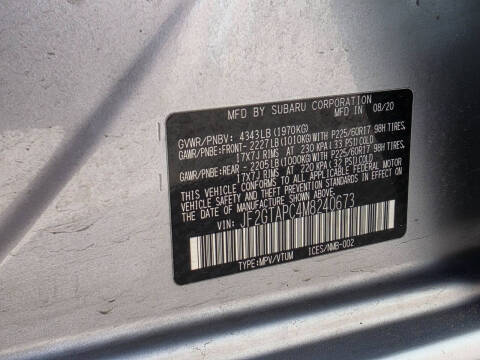 MFD BY SUBARU CORPORATION
MFD IN 08/20
GVWR/PNBV: 4343LB (1970KG)
GAWR/PNBE:FRONT- 2227LB (1010KG)WITH P225/60R17 98H TIRES,
17X7J RIMS AT 230 KPA(33 PSI)COLD
GAWR/PNBE:REAR - 2205LB (1000KG)WITH P225/60R17 98H TIRES,
17X7J RIMS AT 220 KPA(32 PSI)COLD
THIS VEHICLE CONFORMS TO ALL APPLICABLE FEDERAL MOTOR
VEHICLE SAFETY STANDARDS IN EFFECT ON THE
DATE OF MANUFACTURE SHOWN ABOVE.
VIN: JF2GTAPC4M8240673
TYPE:MPV/VTUM ICES/NMB-002